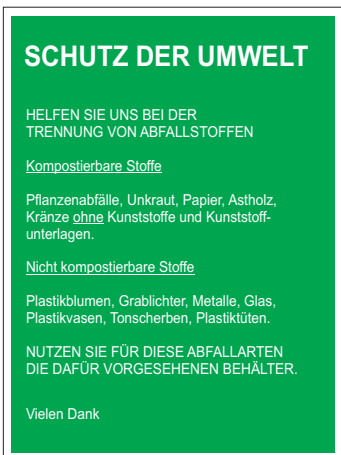 SCHUTZ DER UMWELT
HELFEN SIE UNS BEI DER
TRENNUNG VON ABFALLSTOFFEN
Kompostierbare Stoffe
Pflanzenabfälle, Unkraut, Papier, Astholz,
Kränze ohne Kunststoffe und Kunststoff-
unterlagen.
Nicht kompostierbare Stoffe
Plastikblumen, Grablichter, Metalle, Glas,
Plastikvasen, Tonscherben, Plastiktüten.
NUTZEN SIE FÜR DIESE ABFALLARTEN
DIE DAFÜR VORGESEHENEN BEHÄLTER.
Vielen Dank